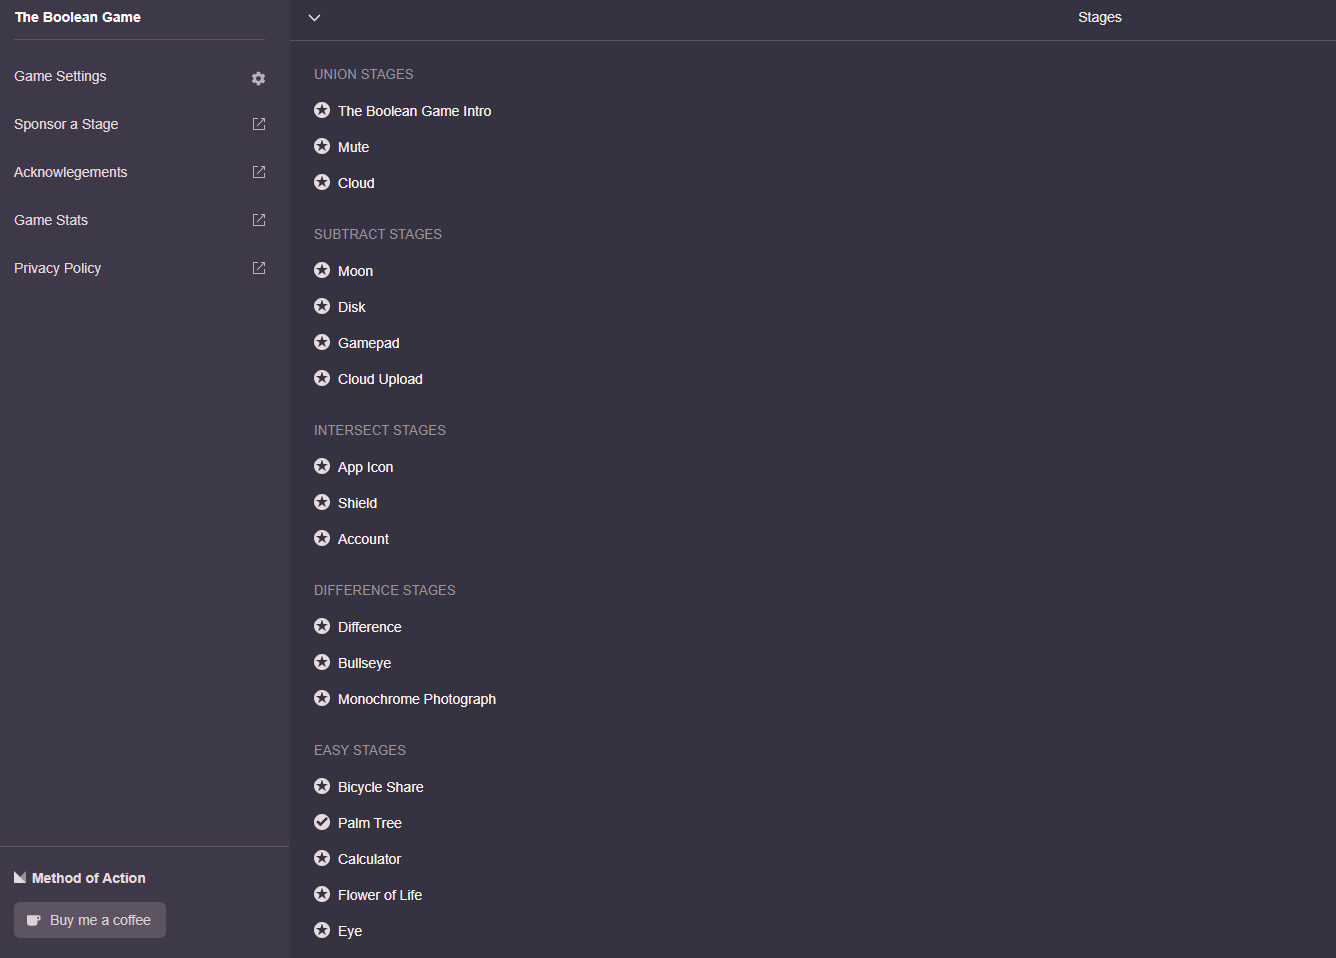 The Boolean Game
Game Settings
Sponsor a Stage
Acknowlegements
Game Stats
Privacy Policy
Method of Action
Buy me a coffee
Stages
UNION STAGES
The Boolean Game Intro
Mute
Cloud
SUBTRACT STAGES
Moon
Disk
Gamepad
Cloud Upload
INTERSECT STAGES
App Icon
Shield
Account
DIFFERENCE STAGES
Difference
Bullseye
Monochrome Photograph
EASY STAGES
Bicycle Share
Palm Tree
Calculator
Flower of Life
Eye